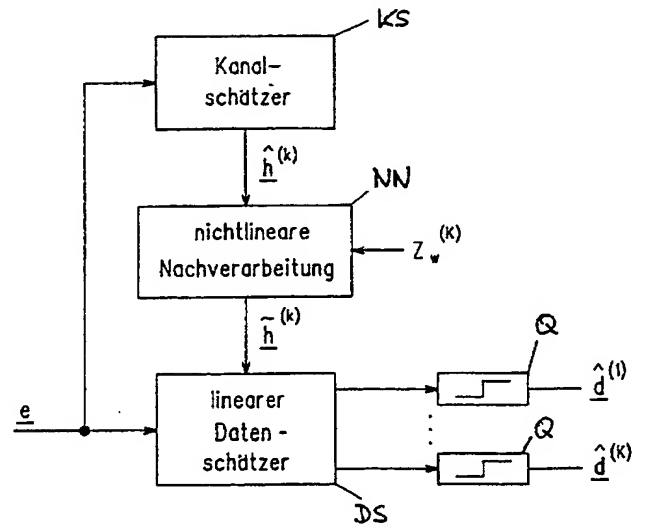 KS
Kanal-
schätzer
ĥ^(k)
NN
nichtlineare
Nachverarbeitung
Z_w^(K)
h̃^(k)
Q
e
linearer
Daten-
schätzer
d̂^(1)
Q
d̂^(K)
DS